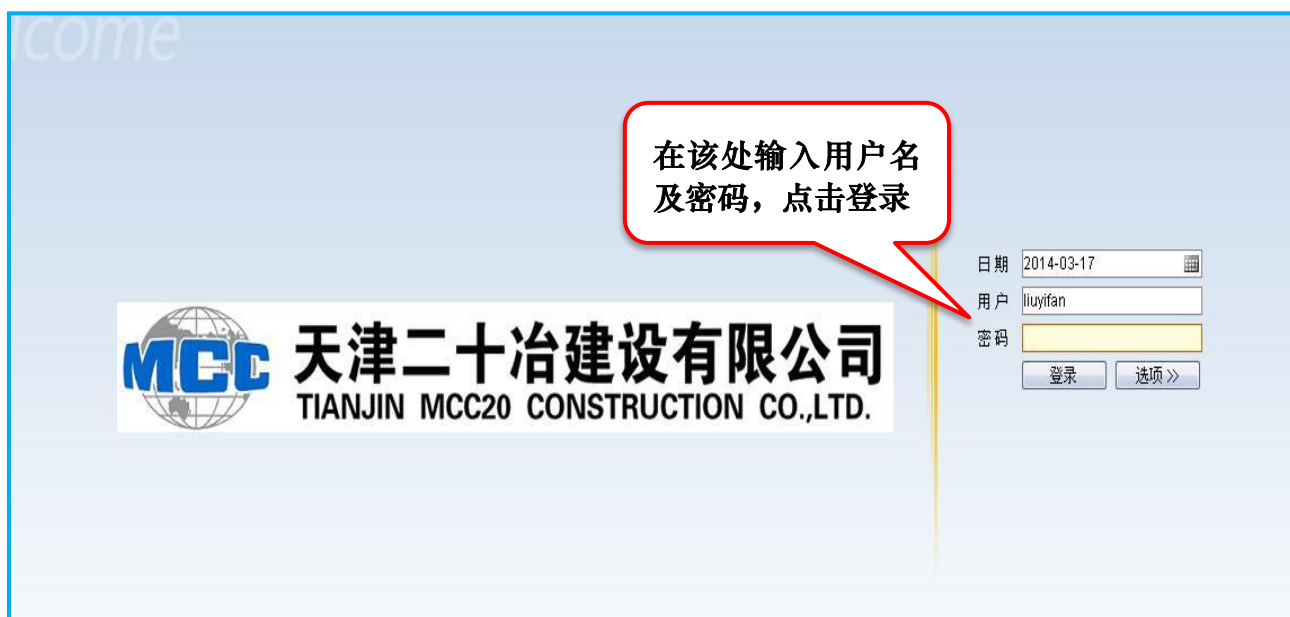 lcome
在该处输入用户名
及密码，点击登录
日期 2014-03-17
用户 liuyifan
密码
登录 选项 >>
MCC
天津二十冶建设有限公司
TIANJIN MCC20 CONSTRUCTION CO.,LTD.